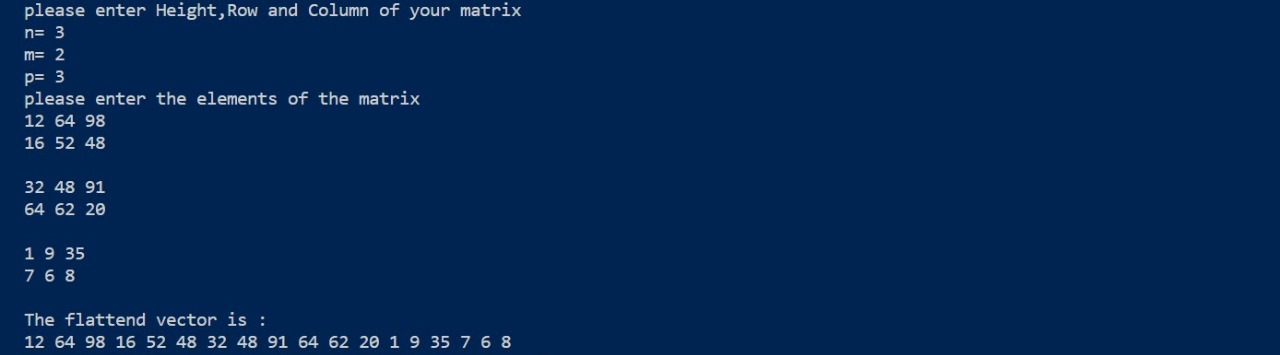 please enter Height,Row and Column of your matrix
n= 3
m= 2
p= 3
please enter the elements of the matrix
12 64 98
16 52 48
32 48 91
64 62 20
1 9 35
7 6 8
The flattend vector is :
12 64 98 16 52 48 32 48 91 64 62 20 1 9 35 7 6 8